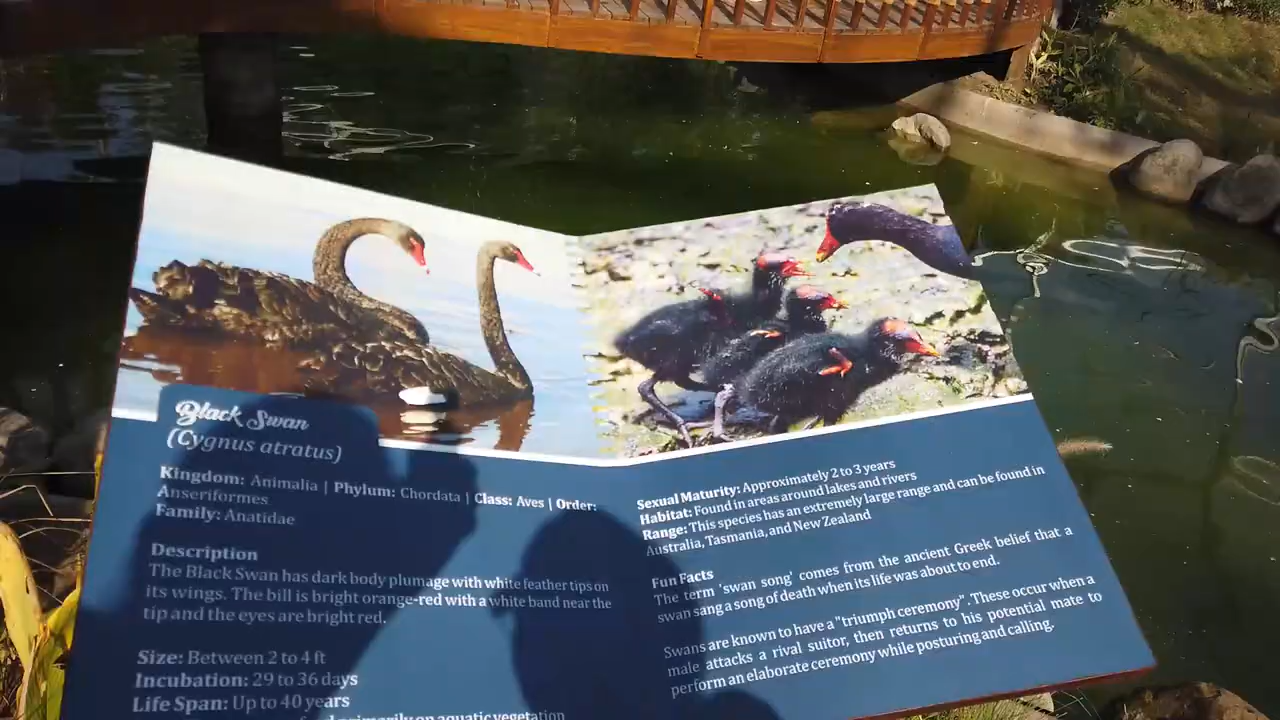 Black Swan
(Cygnus atratus)
Kingdom: Animalia | Phylum: Chordata | Class: Aves | Order:
Anseriformes
Family: Anatidae
Description
The Black Swan has dark body plumage with white feather tips on
its wings. The bill is bright orange-red with a white band near the
tip and the eyes are bright red.
Size: Between 2 to 4 ft
Incubation: 29 to 36 days
Life Span: Up to 40 years
primarily on aquatic vegetation
Sexual Maturity: Approximately 2 to 3 years
Habitat: Found in areas around lakes and rivers
Range: This species has an extremely large range and can be found in
Australia, Tasmania, and New Zealand
Fun Facts
The term 'swan song' comes from the ancient Greek belief that a
swan sang a song of death when its life was about to end.
Swans are known to have a "triumph ceremony". These occur when a
male attacks a rival suitor, then returns to his potential mate to
perform an elaborate ceremony while posturing and calling.